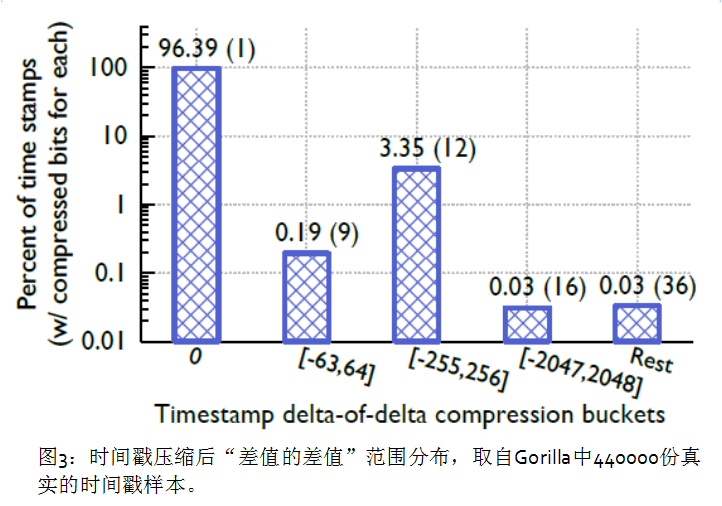 Percent of time stamps
(w/ compressed bits for each)
100
10
1
0.1
0.01
96.39 (1)
0.19 (9)
3.35 (12)
0.03 (16)
0.03 (36)
0
[-63,64]
[-255,256]
[-2047,2048]
Rest
Timestamp delta-of-delta compression buckets
图3：时间戳压缩后“差值的差值”范围分布，取自Gorilla中440000份真
实的时间戳样本。